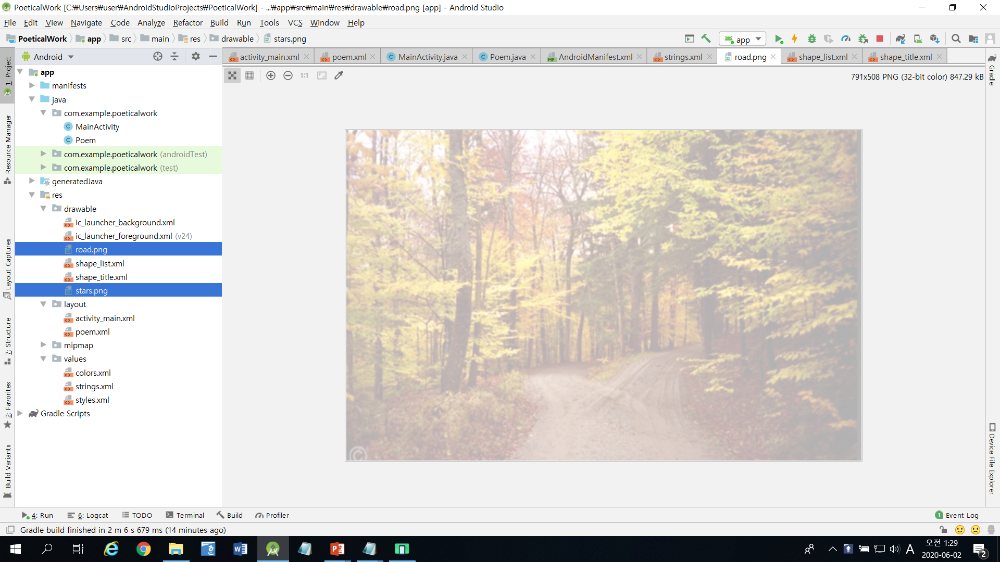 PoeticalWork [C:₩Users₩user₩AndroidStudioProjects₩PoeticalWork] - ...₩app₩src₩main₩res₩drawable₩road.png [app] - Android Studio
File Edit View Navigate Code Analyze Refactor Build Run Tools VCS Window Help
PoeticalWork app src main res drawable stars.png app
Android
activity_main.xml poem.xml MainActivity.java Poem.java AndroidManifest.xml strings.xml road.png shape_list.xml shape_title.xml
1:1
791x508 PNG (32-bit color) 847.29 kB
app
manifests
java
com.example.poeticalwork
MainActivity
Poem
com.example.poeticalwork (androidTest)
com.example.poeticalwork (test)
generatedJava
res
drawable
ic_launcher_background.xml
ic_launcher_foreground.xml (v24)
road.png
shape_list.xml
shape_title.xml
stars.png
layout
activity_main.xml
poem.xml
mipmap
values
colors.xml
strings.xml
styles.xml
Gradle Scripts
1: Project
Resource Manager
Layout Captures
7: Structure
2: Favorites
Build Variants
Gradle
Device File Explorer
©
4: Run 6: Logcat TODO Terminal Build Profiler 1 Event Log
Gradle build finished in 2 m 6 s 679 ms (14 minutes ago)
A 오전 1:29
2020-06-02 2